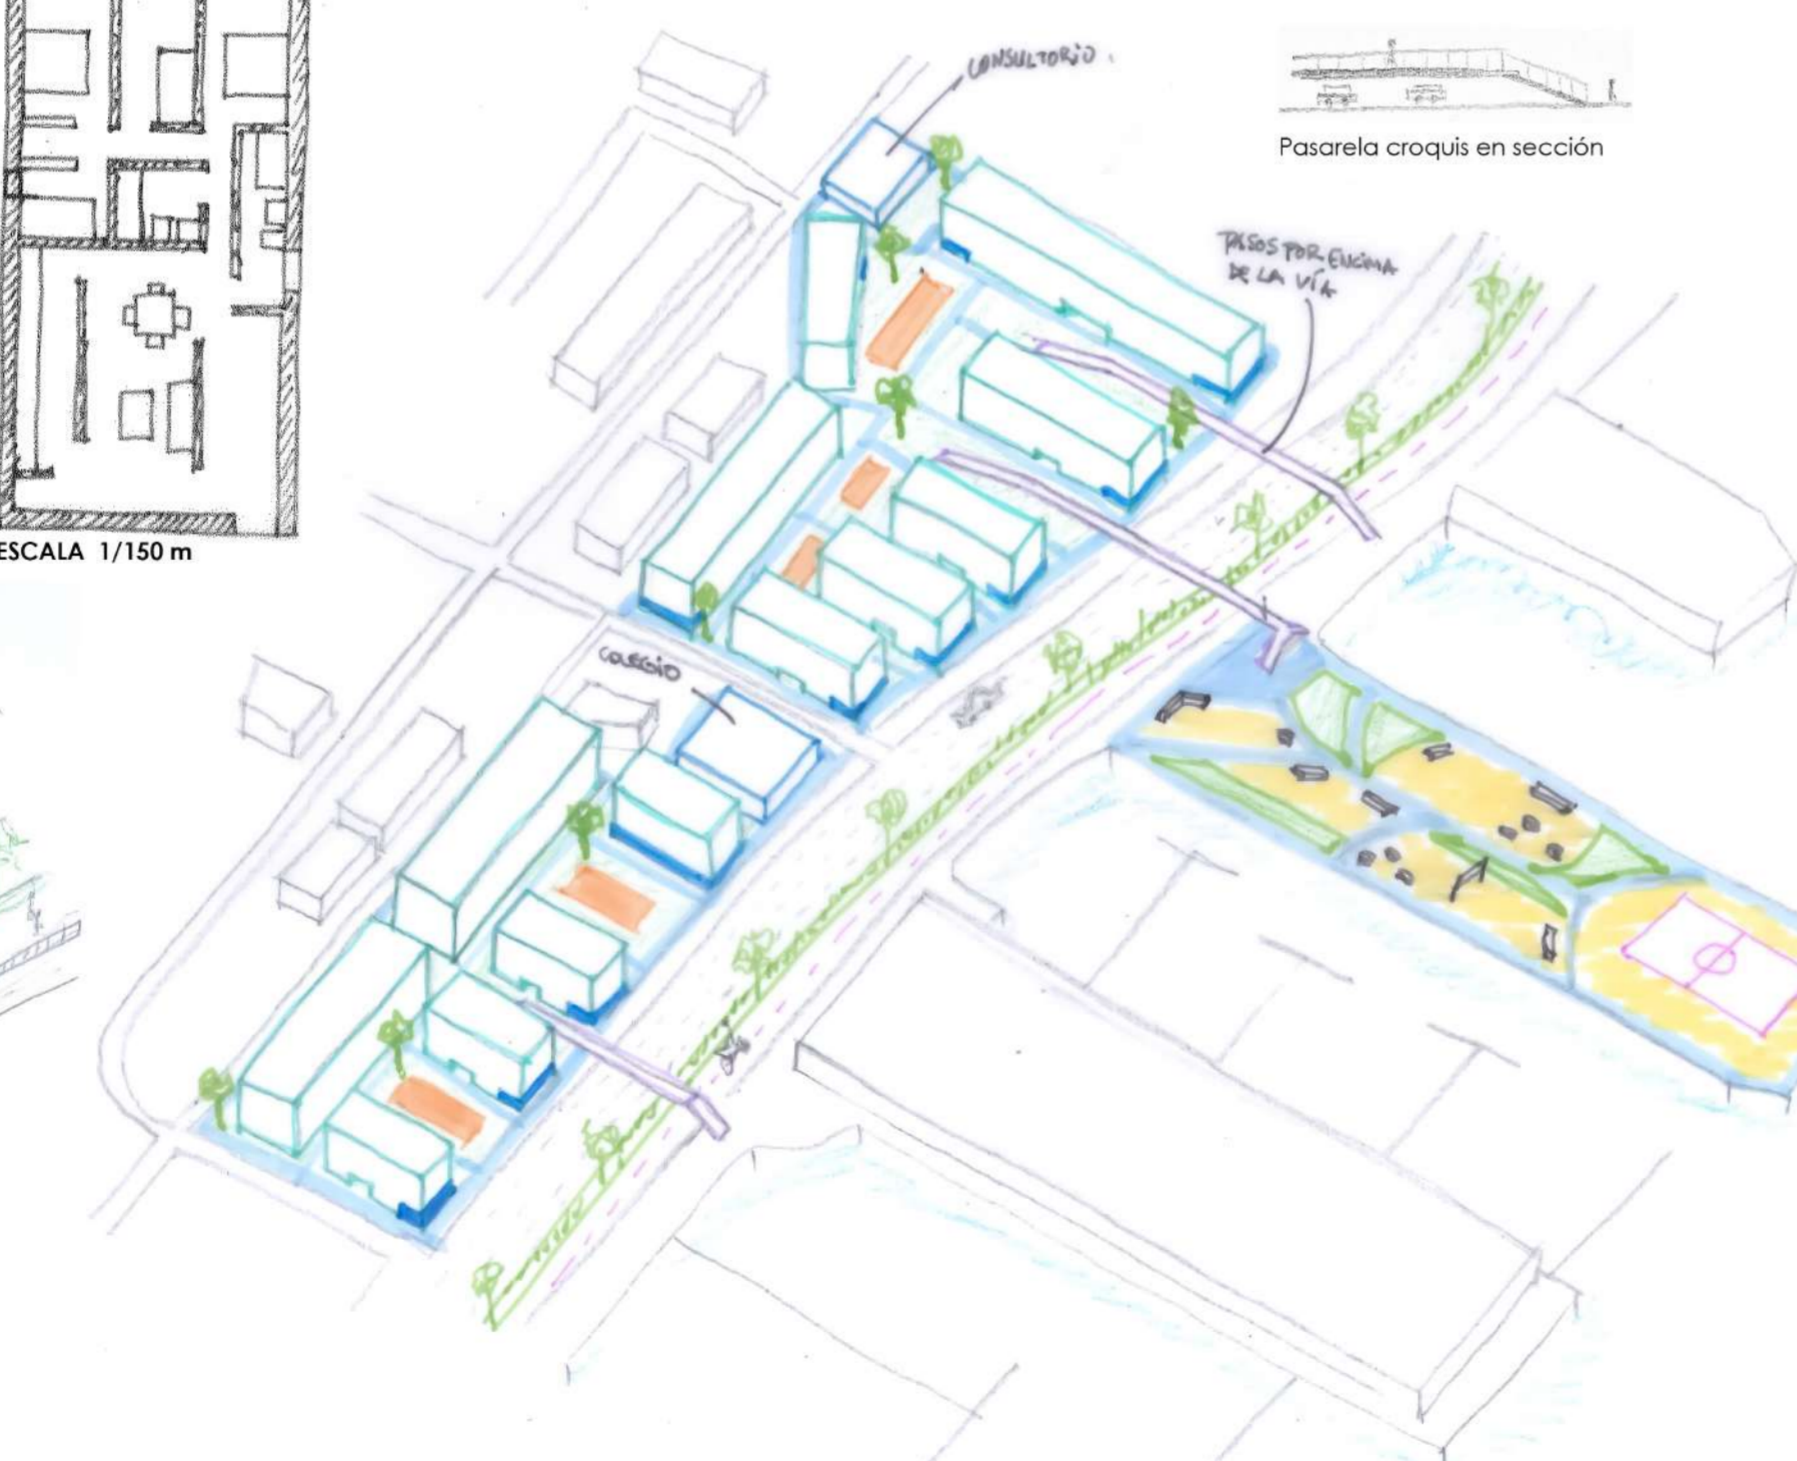 CONSULTORIO.
Pasarela croquis en sección
PASOS POR ENCIMA
DE LA VÍA
ESCALA 1/150 m
COLEGIO